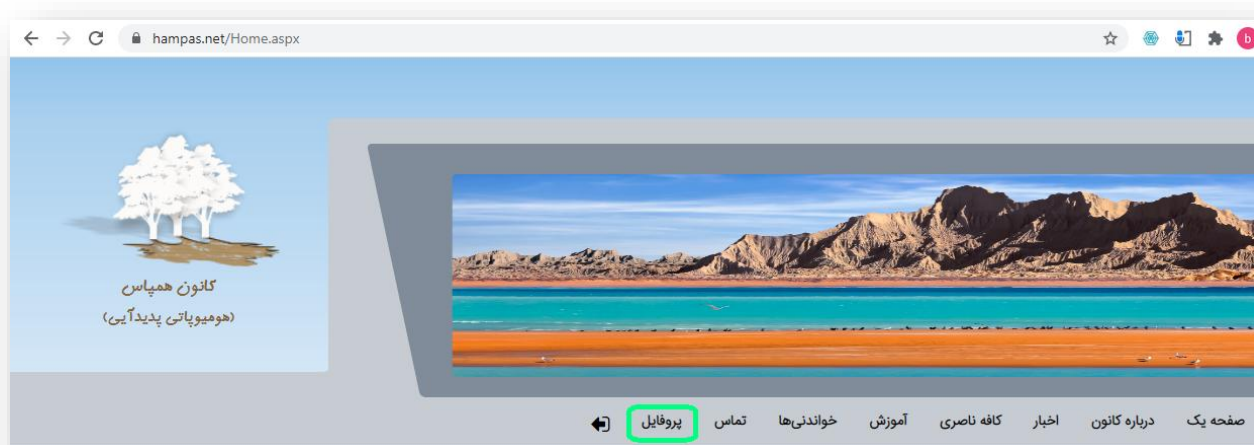 hampas.net/Home.aspx
b
کانون همپاس
(هومیوپاتی پدیدآیی)
صفحه یک درباره کانون اخبار کافه ناصری آموزش خواندنی‌ها تماس پروفایل